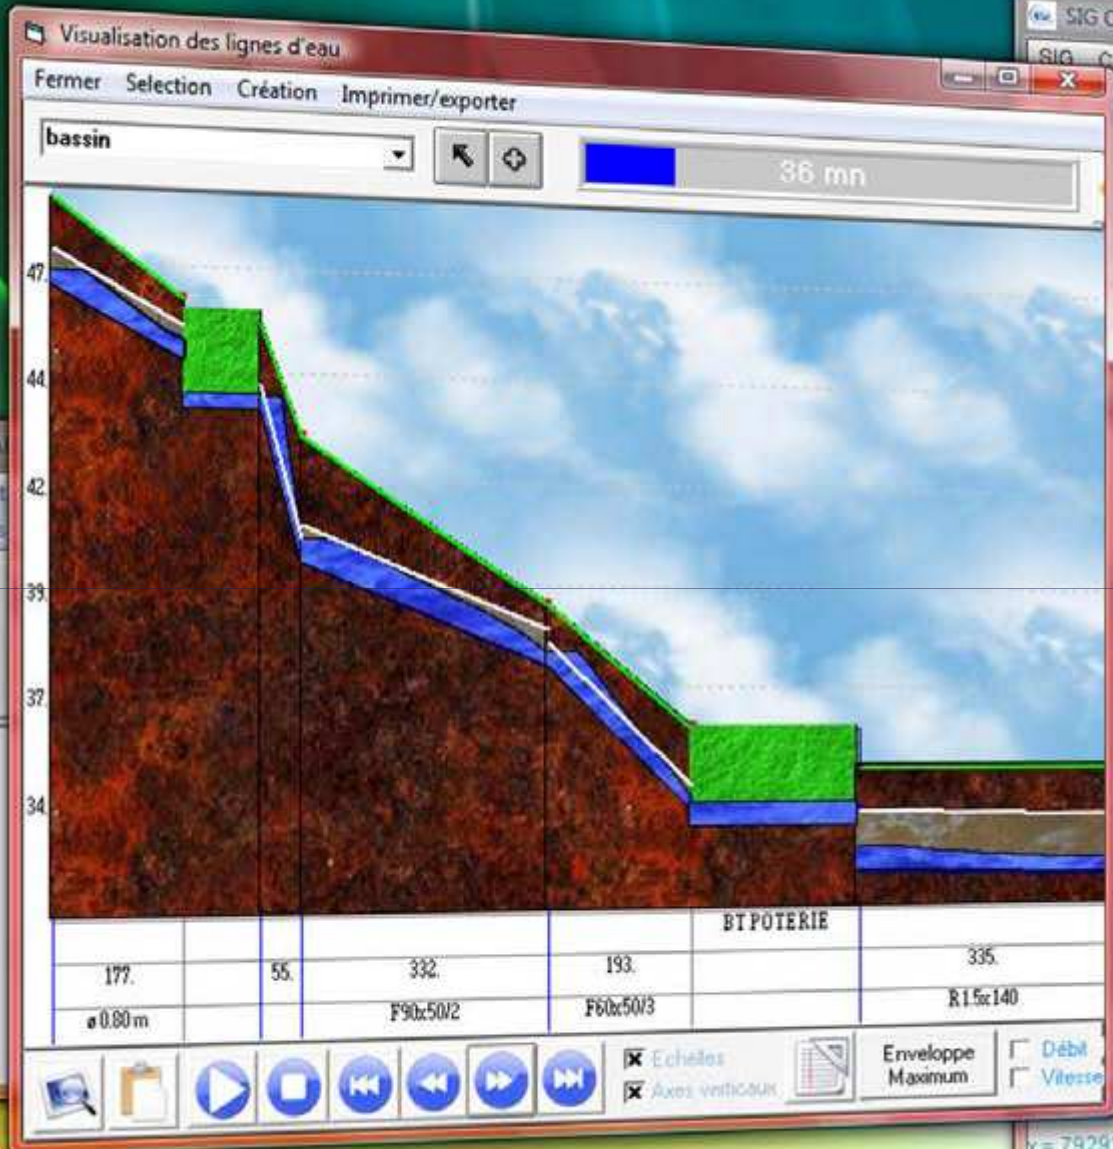 Visualisation des lignes d'eau
SIG
SIG
Fermer Selection Création Imprimer/exporter
bassin
36 mn
47.
44.
42.
39.
37.
34.
BT POTERIE
177. 55. 332. 193. 335.
ø 0.80 m F90x50/2 F60x50/3 R1.5x140
Echelles
Axes verticaux
Enveloppe
Maximum
Débit
Vitesse